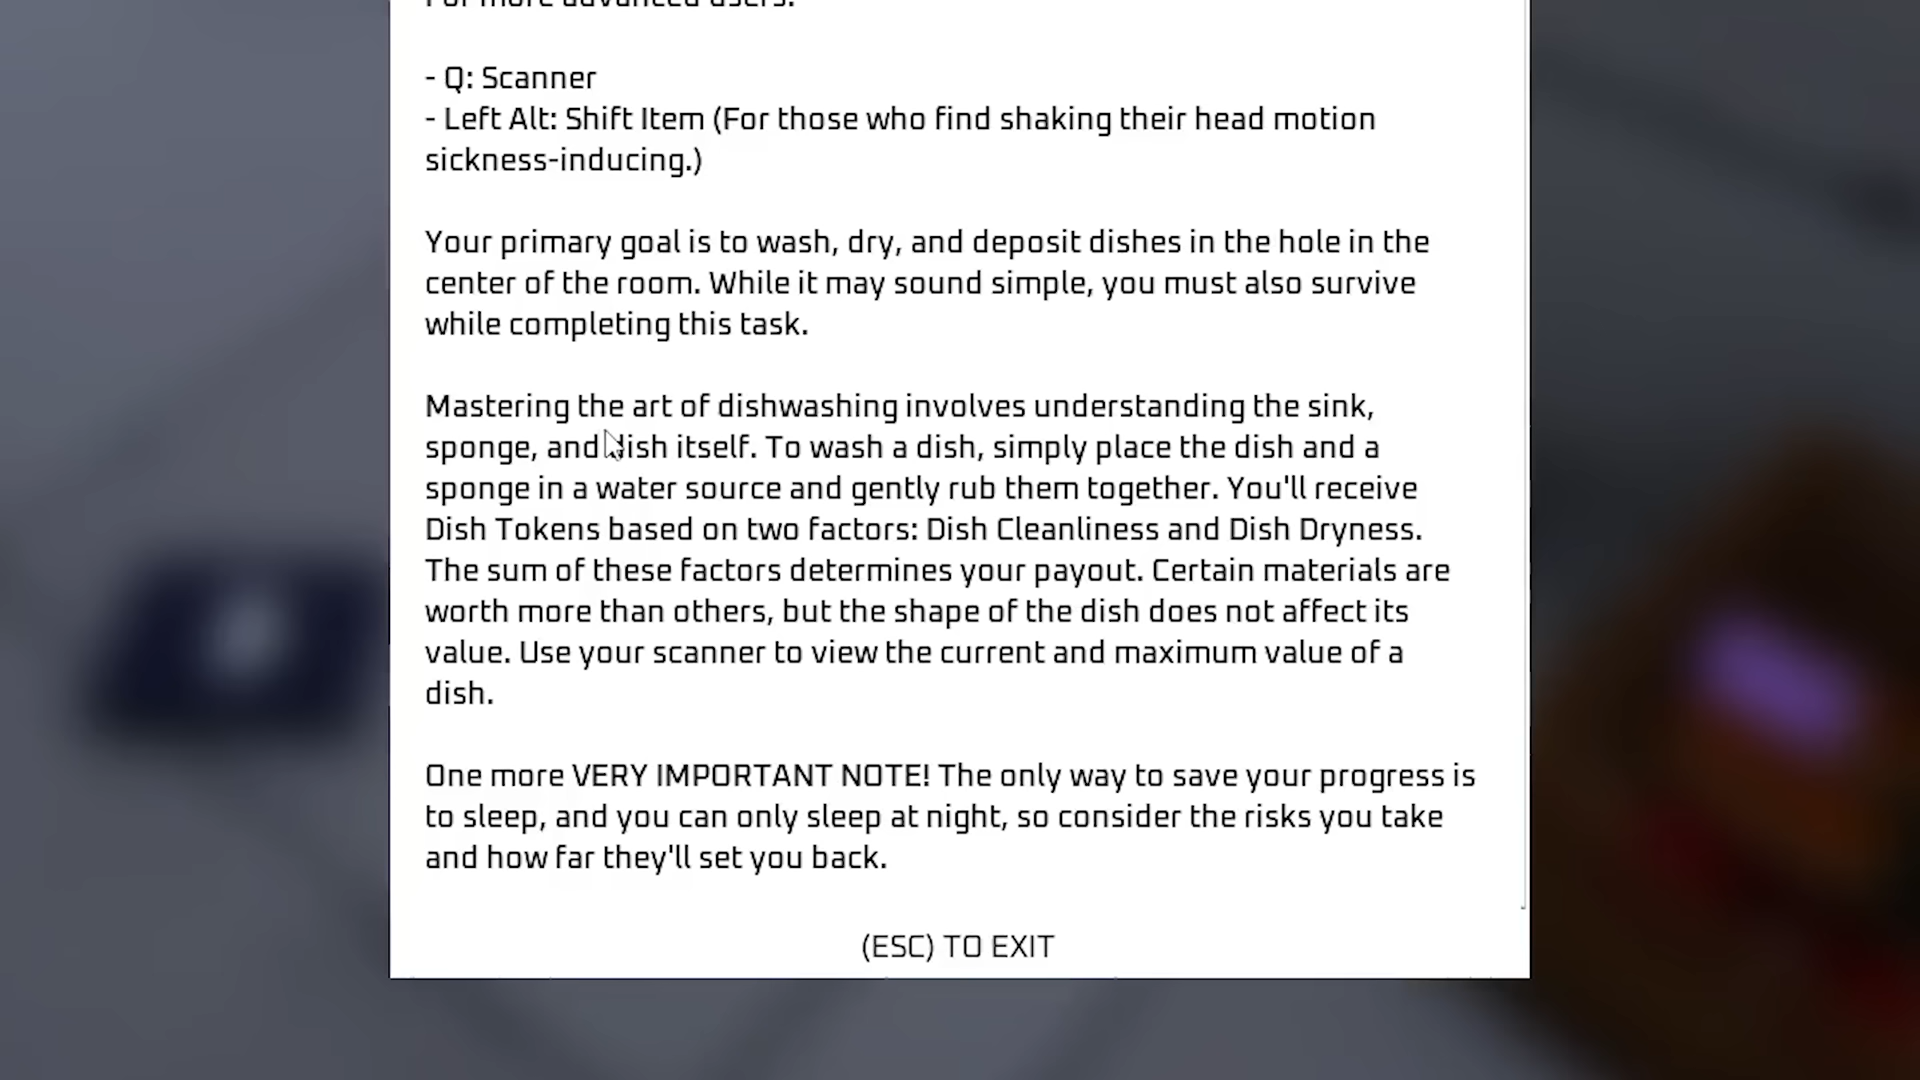 For more advanced users:
- Q: Scanner
- Left Alt: Shift Item (For those who find shaking their head motion
sickness-inducing.)
Your primary goal is to wash, dry, and deposit dishes in the hole in the
center of the room. While it may sound simple, you must also survive
while completing this task.
Mastering the art of dishwashing involves understanding the sink,
sponge, and dish itself. To wash a dish, simply place the dish and a
sponge in a water source and gently rub them together. You'll receive
Dish Tokens based on two factors: Dish Cleanliness and Dish Dryness.
The sum of these factors determines your payout. Certain materials are
worth more than others, but the shape of the dish does not affect its
value. Use your scanner to view the current and maximum value of a
dish.
One more VERY IMPORTANT NOTE! The only way to save your progress is
to sleep, and you can only sleep at night, so consider the risks you take
and how far they'll set you back.
(ESC) TO EXIT